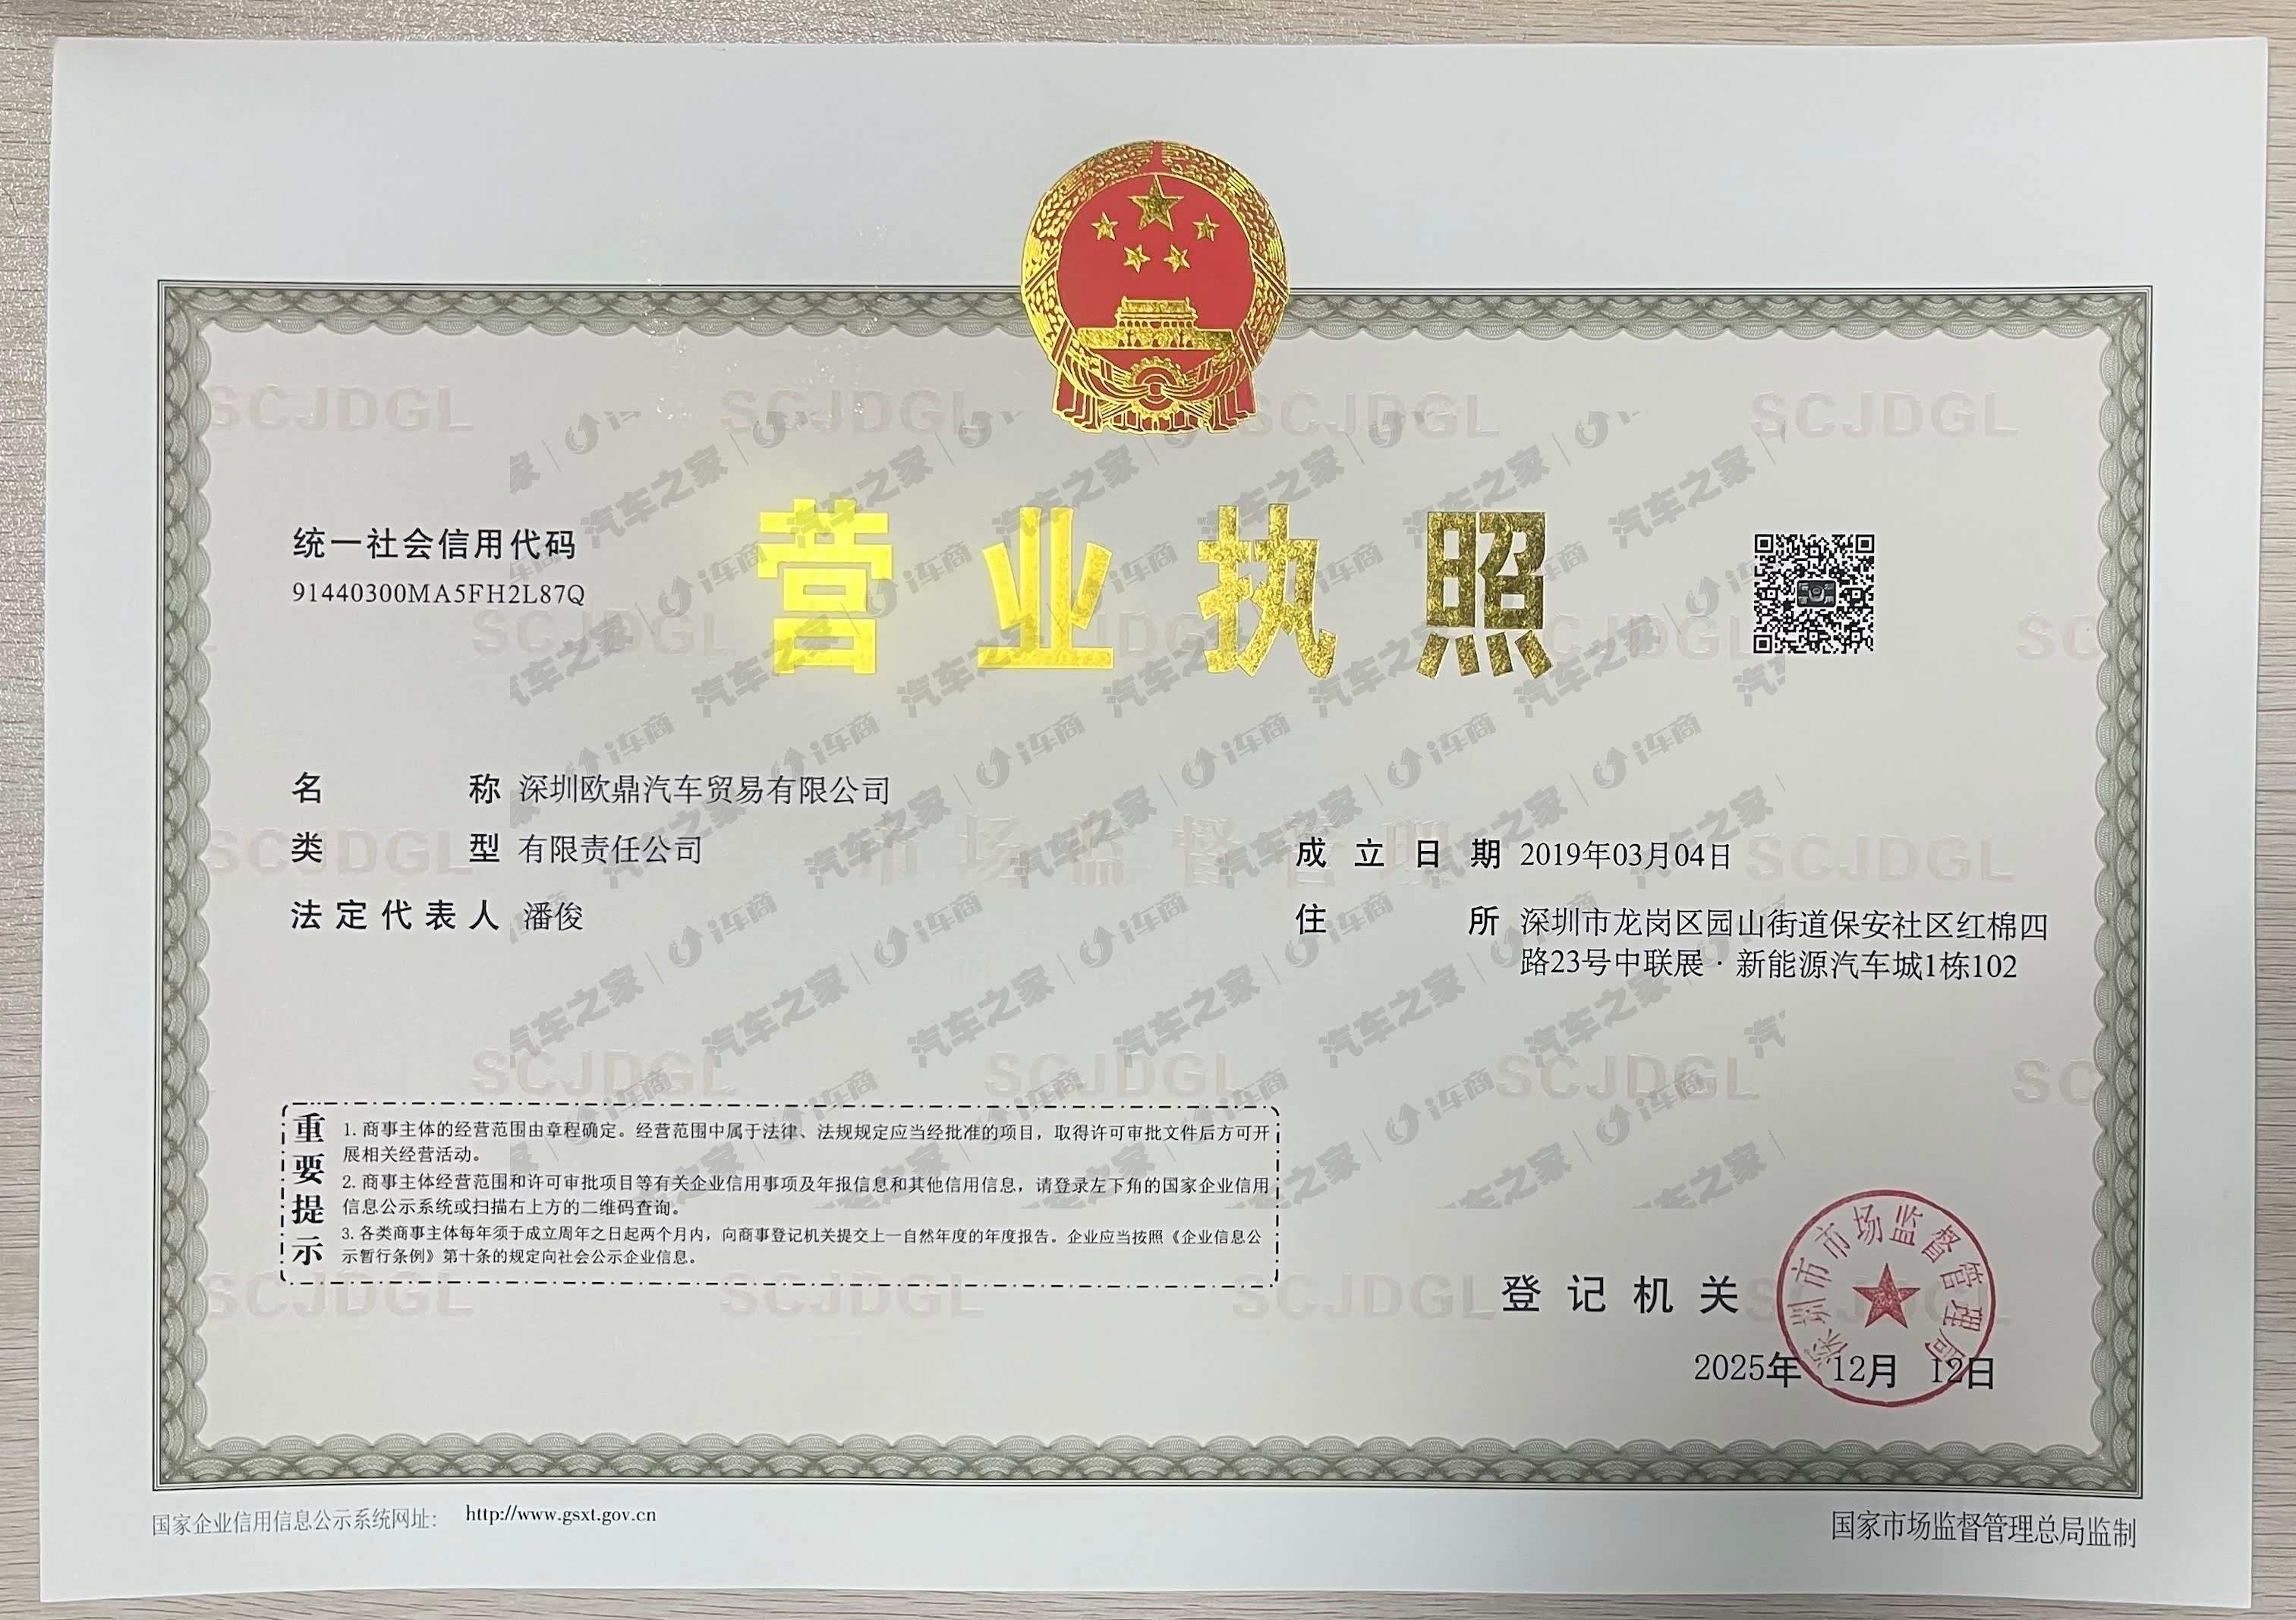 营业执照
统一社会信用代码
91440300MA5FH2L87Q
名称 深圳欧鼎汽车贸易有限公司
类型 有限责任公司
法定代表人 潘俊
成立日期 2019年03月04日
住所 深圳市龙岗区园山街道保安社区红棉四
路23号中联展·新能源汽车城1栋102
重要提示
1. 商事主体的经营范围由章程确定。经营范围中属于法律、法规规定应当经批准的项目，取得许可审批文件后方可开
展相关经营活动。
2. 商事主体经营范围和许可审批项目等有关企业信用事项及年报信息和其他信用信息，请登录左下角的国家企业信用
信息公示系统或扫描右上方的二维码查询。
3. 各类商事主体每年须于成立周年之日起两个月内，向商事登记机关提交上一自然年度的年度报告。企业应当按照《企业信息公
示暂行条例》第十条的规定向社会公示企业信息。
登记机关
深圳市市场监督管理局
2025年 12月 12日
国家企业信用信息公示系统网址: http://www.gsxt.gov.cn
国家市场监督管理总局监制
SCJDGL
市场监督管理
汽车之家 | i车商